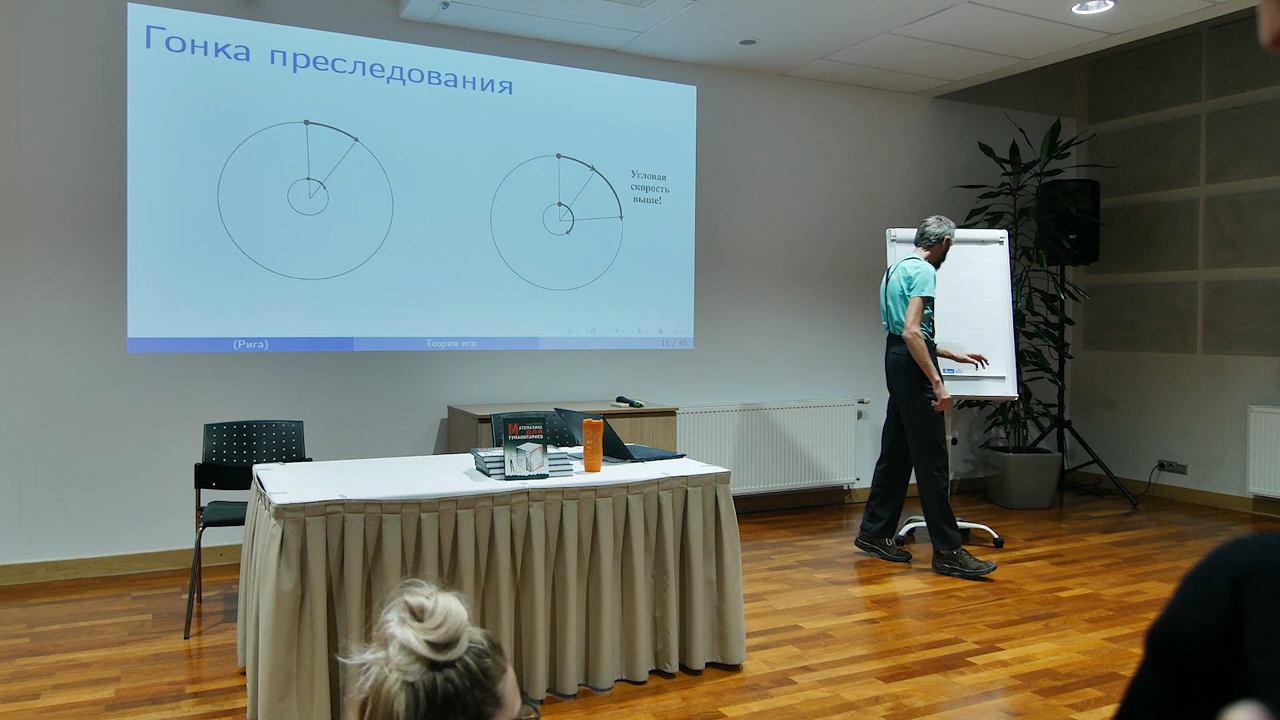 Гонка преследования
Угловая
скорость
выше!
(Рига)
Теория игр
11 / 45
Математика
для
гуманитариев